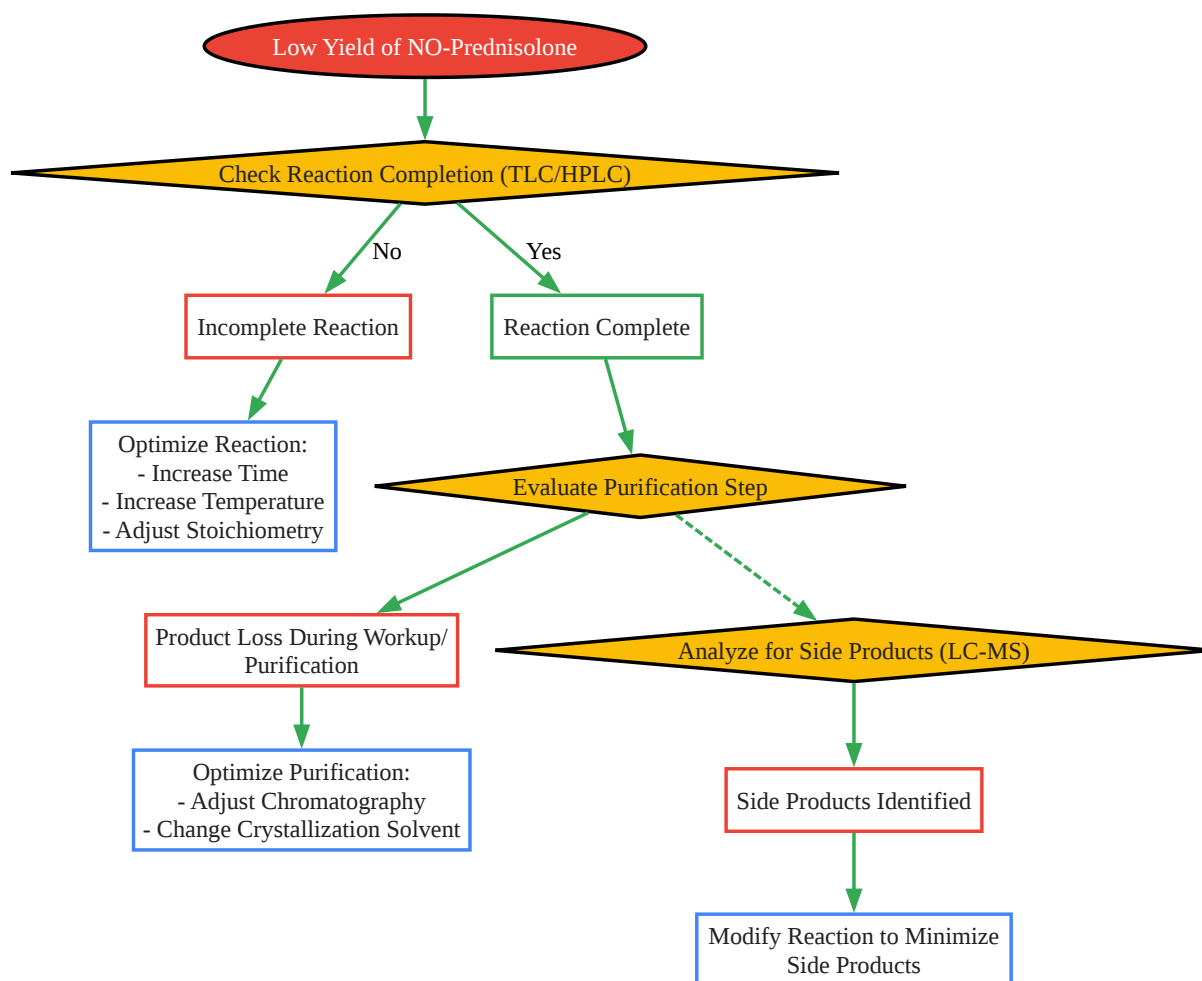 Low Yield of NO-Prednisolone
Check Reaction Completion (TLC/HPLC)
No
Yes
Incomplete Reaction
Reaction Complete
Optimize Reaction:
- Increase Time
- Increase Temperature
- Adjust Stoichiometry
Evaluate Purification Step
Product Loss During Workup/
Purification
Analyze for Side Products (LC-MS)
Optimize Purification:
- Adjust Chromatography
- Change Crystallization Solvent
Side Products Identified
Modify Reaction to Minimize
Side Products